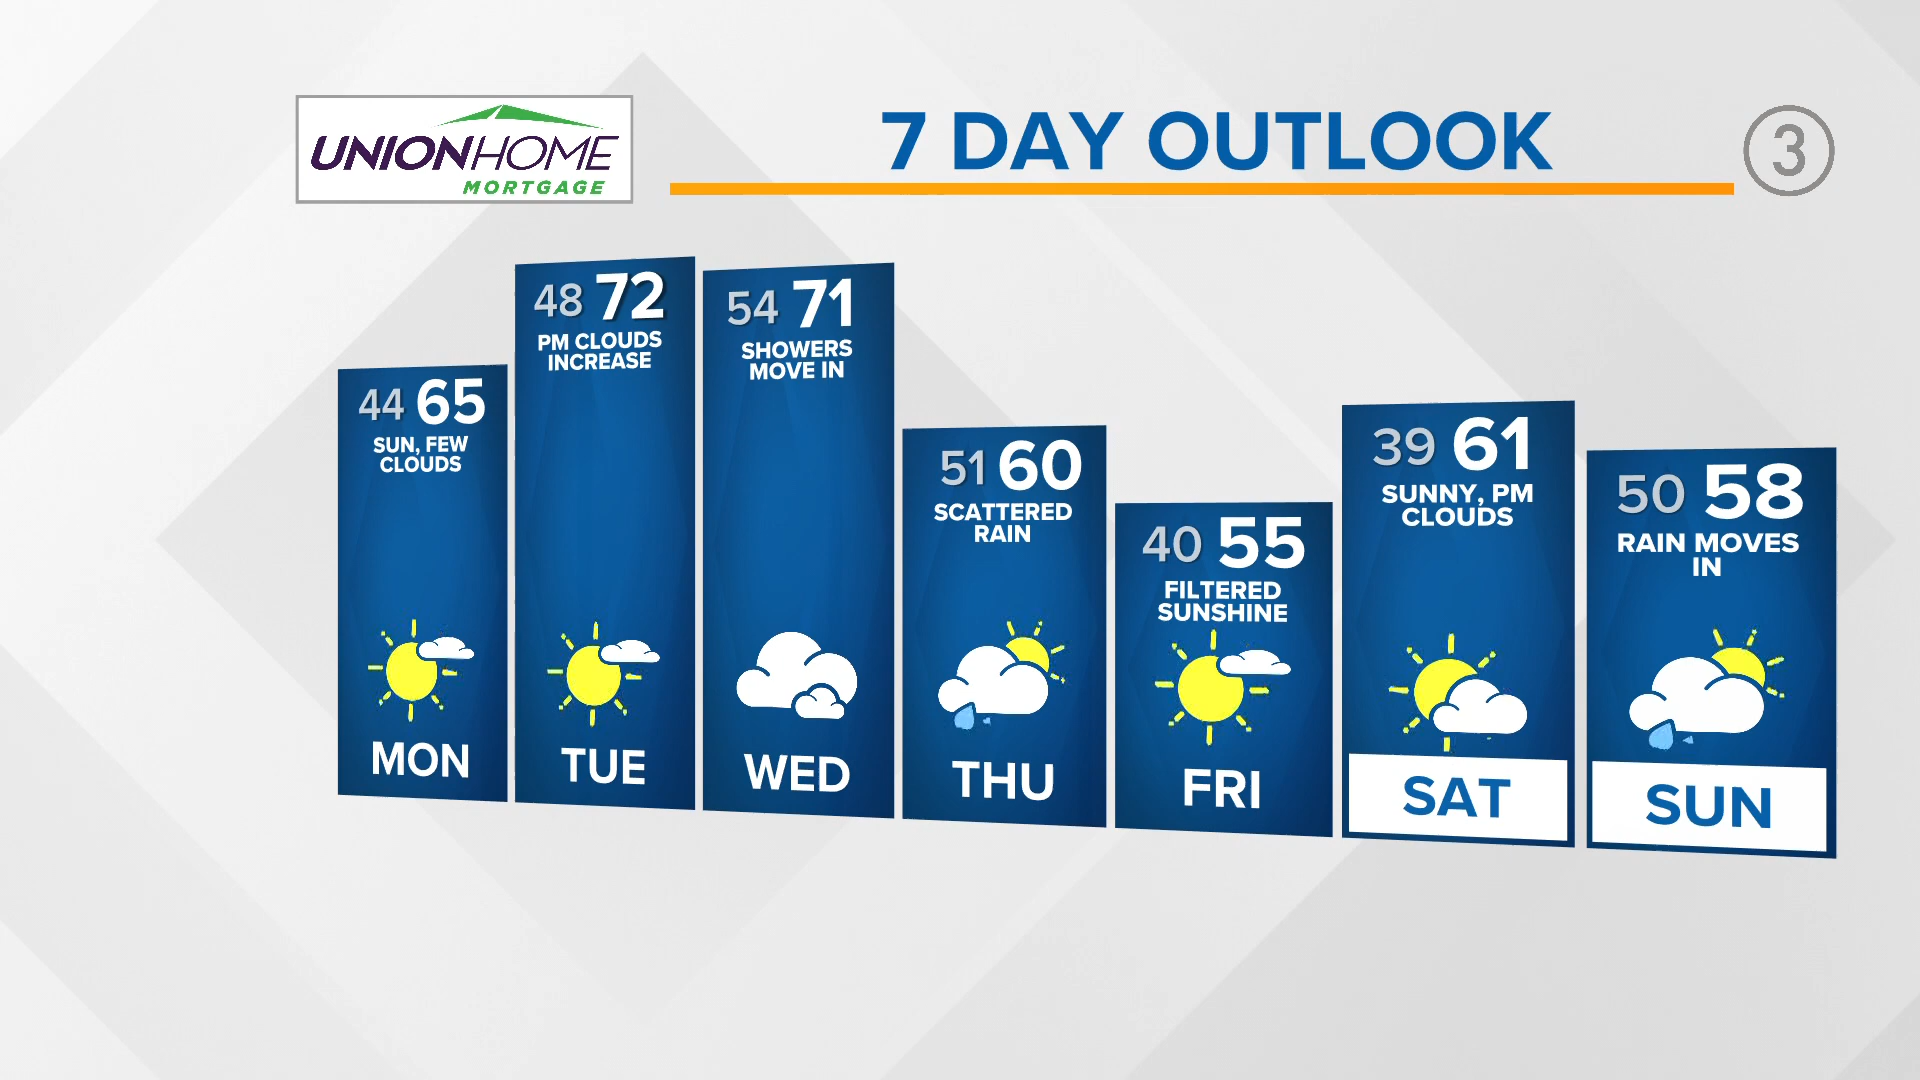 UNIONHOME
MORTGAGE
7 DAY OUTLOOK
3
44 65
SUN, FEW
CLOUDS
MON
48 72
PM CLOUDS
INCREASE
TUE
54 71
SHOWERS
MOVE IN
WED
51 60
SCATTERED
RAIN
THU
40 55
FILTERED
SUNSHINE
FRI
39 61
SUNNY, PM
CLOUDS
SAT
50 58
RAIN MOVES
IN
SUN